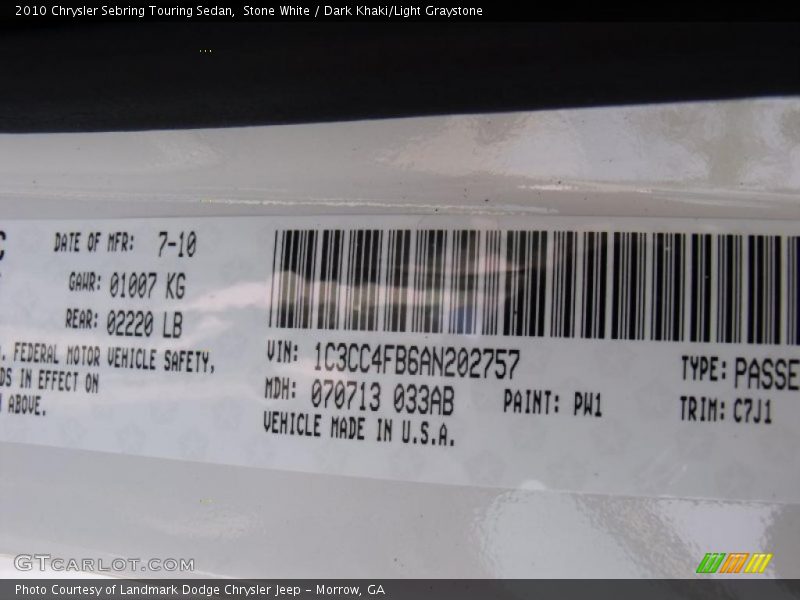 2010 Chrysler Sebring Touring Sedan, Stone White / Dark Khaki/Light Graystone
DATE OF MFR: 7-10
GAWR: 01007 KG
REAR: 02220 LB
FEDERAL MOTOR VEHICLE SAFETY,
DS IN EFFECT ON
ABOVE.
VIN: 1C3CC4FB6AN202757
MDH: 070713 033AB
PAINT: PW1
VEHICLE MADE IN U.S.A.
TYPE: PASSE
TRIM: C7J1
GTCARLOT.COM
Photo Courtesy of Landmark Dodge Chrysler Jeep - Morrow, GA